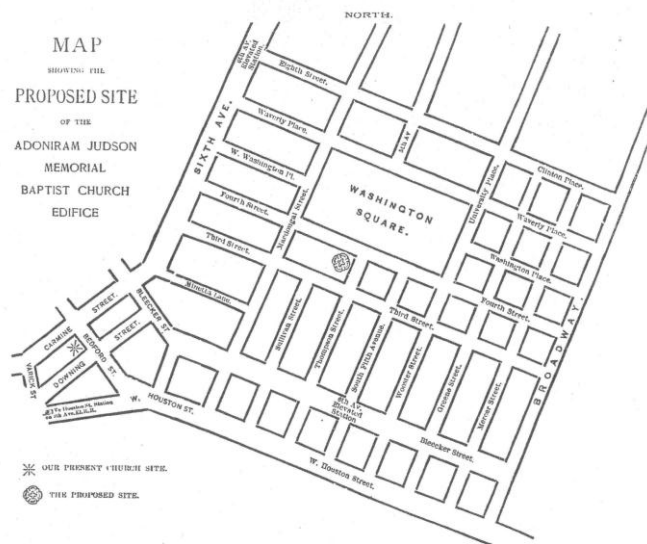 NORTH.
MAP
SHOWING THE
PROPOSED SITE
OF THE
ADONIRAM JUDSON
MEMORIAL
BAPTIST CHURCH
EDIFICE
6th Av.
Elevated
Station.
Eighth Street.
SIXTH AVE.
Waverly Place.
5th AV
Clinton Place.
W. Washington Pl.
WASHINGTON
SQUARE.
University Place.
Waverly Place.
Fourth Street.
Macdougal Street.
Washington Place.
Third Street.
Fourth Street.
Minetta Lane.
Third Street.
BROADWAY.
Sullivan Street.
Thompson Street.
South Fifth Avenue.
Wooster Street.
Greene Street.
Mercer Street.
BLEECKER ST
CARMINE
STREET.
BEDFORD ST.
DOWNING
STREET.
VARICK ST
W. HOUSTON ST.
6th Av.
Elevated
Station
Bleecker Street.
W. Houston Street.
OUR PRESENT CHURCH SITE.
THE PROPOSED SITE.